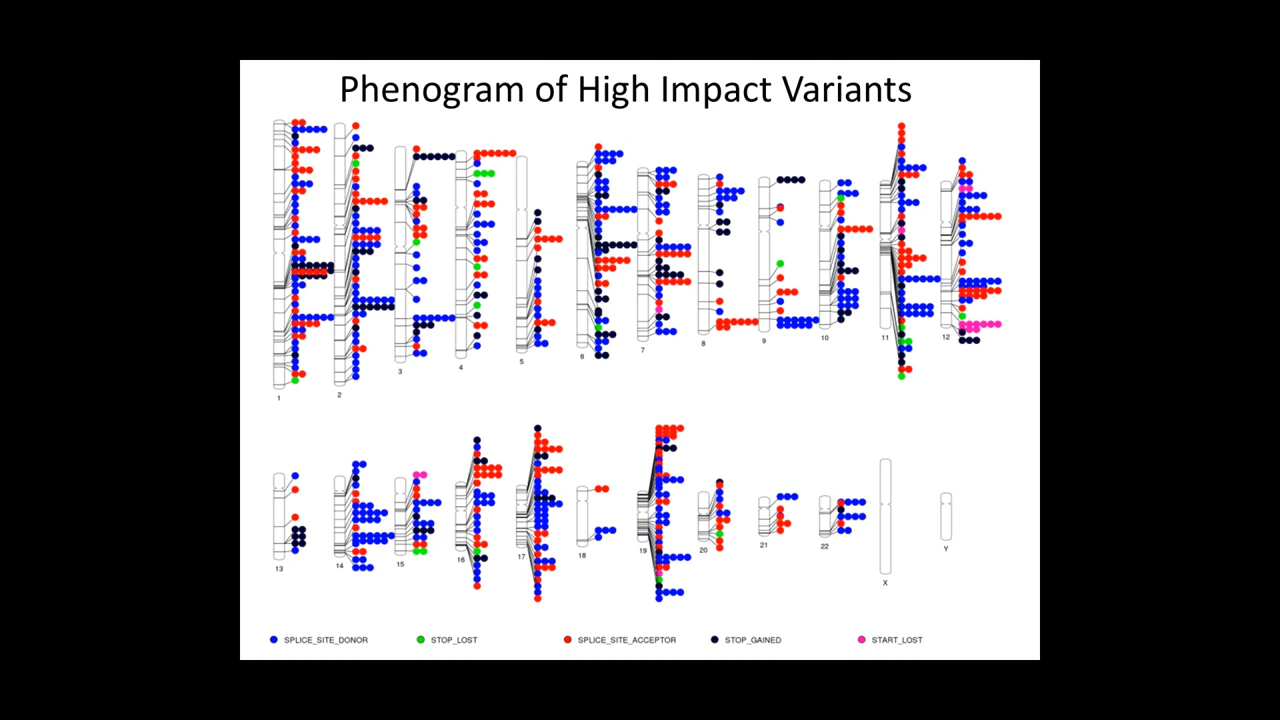 Phenogram of High Impact Variants
1 2 3 4 5 6 7 8 9 10 11 12
13 14 15 16 17 18 19 20 21 22 X Y
SPLICE_SITE_DONOR STOP_LOST SPLICE_SITE_ACCEPTOR STOP_GAINED START_LOST